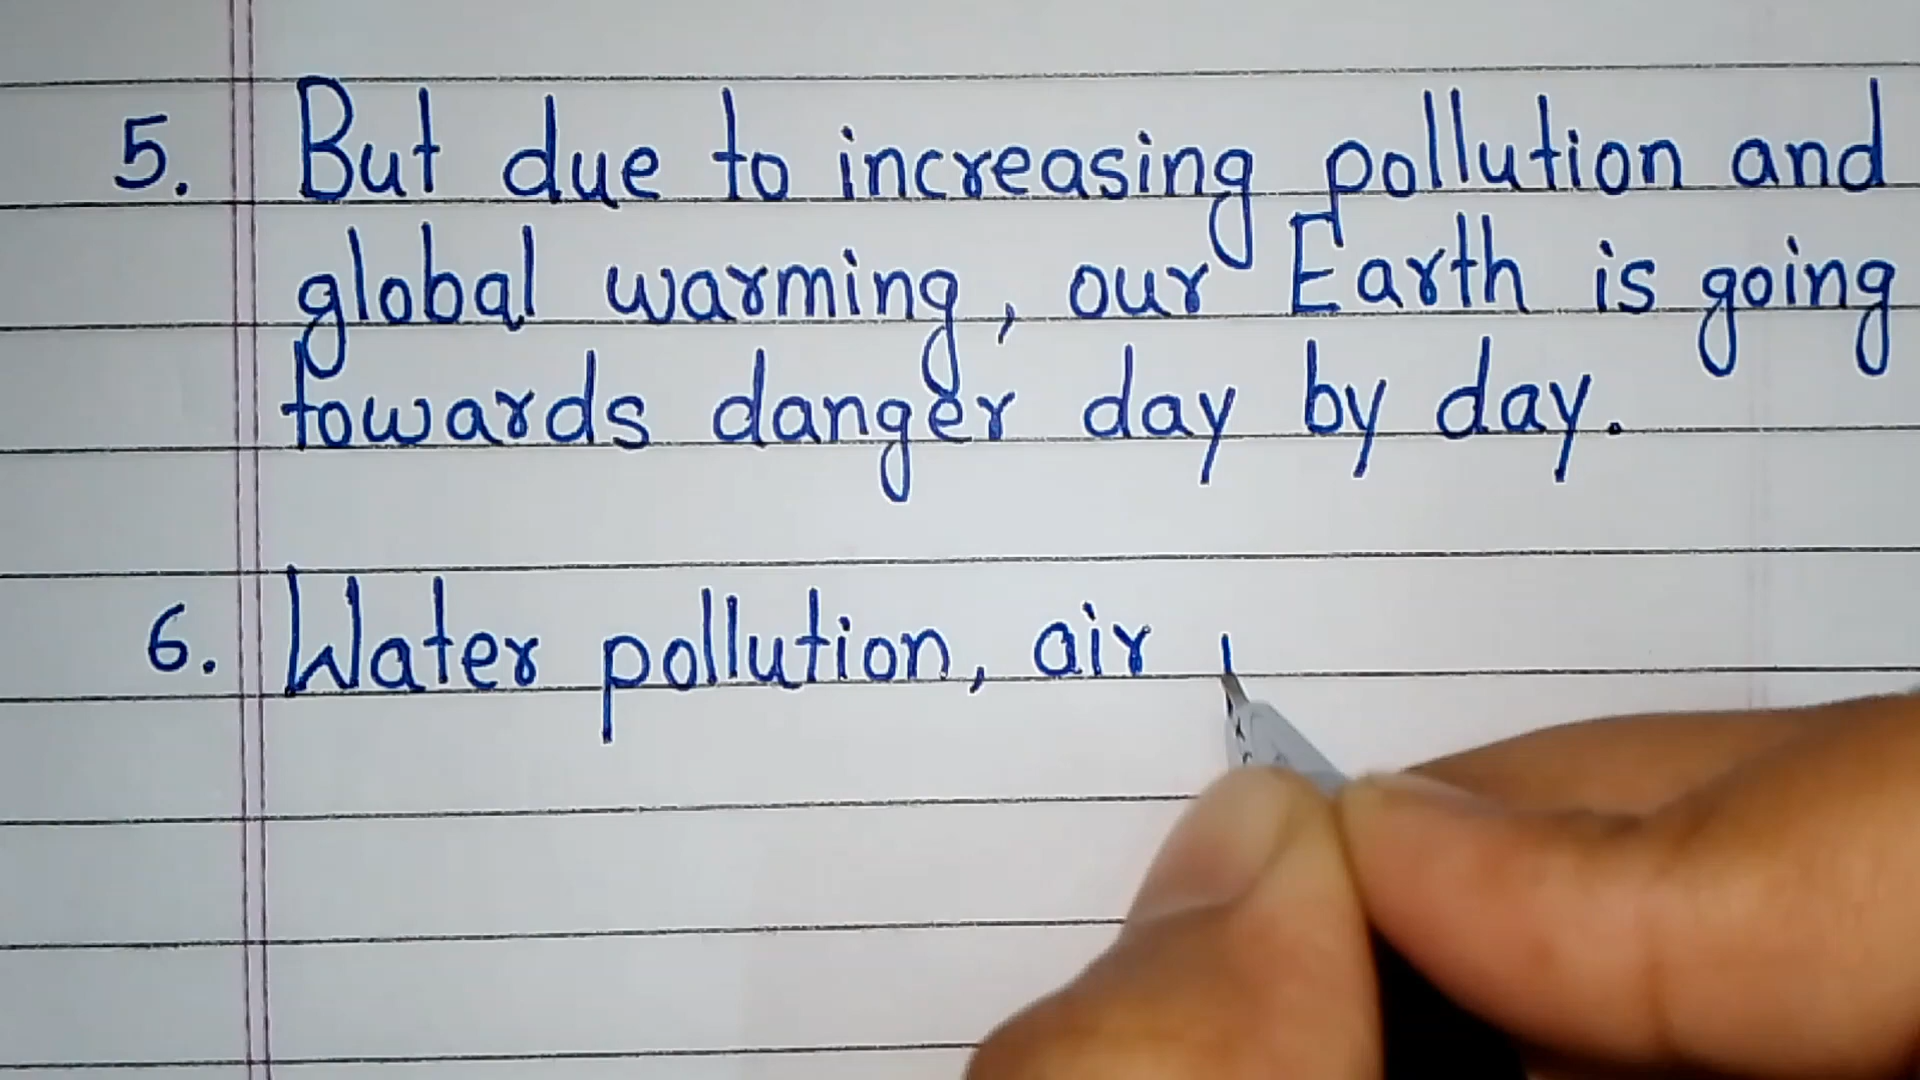 5. But due to increasing pollution and
global warming, our Earth is going
towards danger day by day.
6. Water pollution, air